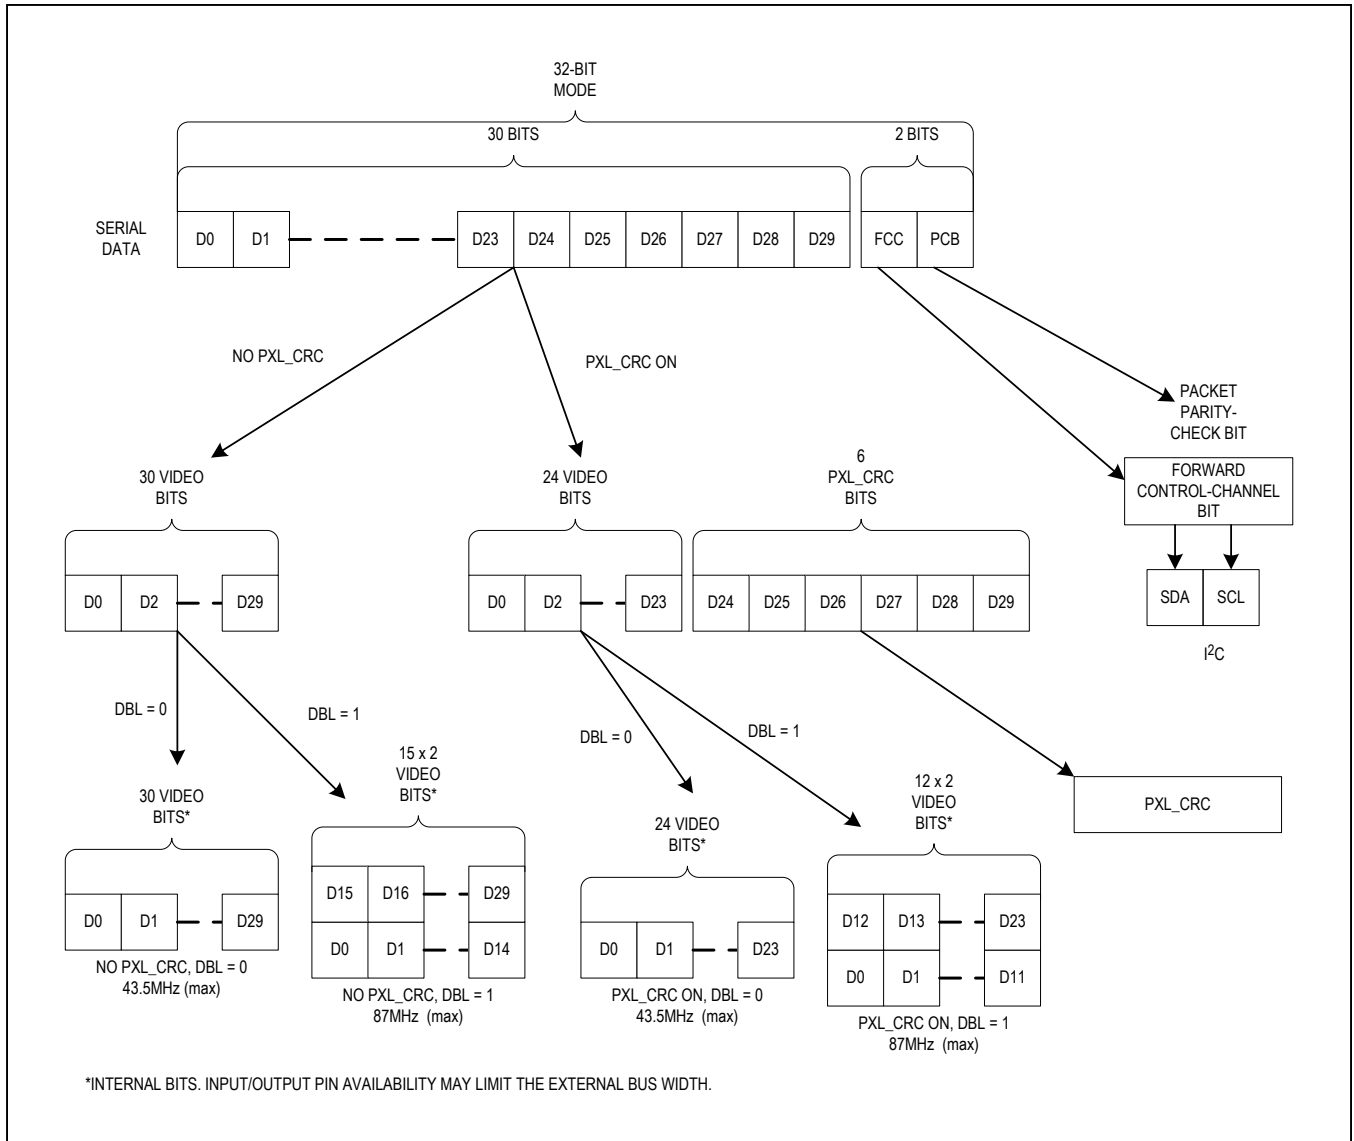 32-BIT
MODE
30 BITS
2 BITS
SERIAL
DATA
D0 D1 D23 D24 D25 D26 D27 D28 D29 FCC PCB
NO PXL_CRC
PXL_CRC ON
PACKET
PARITY-
CHECK BIT
FORWARD
CONTROL-CHANNEL
BIT
SDA SCL
I²C
30 VIDEO
BITS
24 VIDEO
BITS
6
PXL_CRC
BITS
D0 D2 D29
D0 D2 D23
D24 D25 D26 D27 D28 D29
DBL = 0
DBL = 1
DBL = 0
DBL = 1
PXL_CRC
30 VIDEO
BITS*
D0 D1 D29
NO PXL_CRC, DBL = 0
43.5MHz (max)
15 x 2
VIDEO
BITS*
D15 D16 D29
D0 D1 D14
NO PXL_CRC, DBL = 1
87MHz (max)
24 VIDEO
BITS*
D0 D1 D23
PXL_CRC ON, DBL = 0
43.5MHz (max)
12 x 2
VIDEO
BITS*
D12 D13 D23
D0 D1 D11
PXL_CRC ON, DBL = 1
87MHz (max)
*INTERNAL BITS. INPUT/OUTPUT PIN AVAILABILITY MAY LIMIT THE EXTERNAL BUS WIDTH.